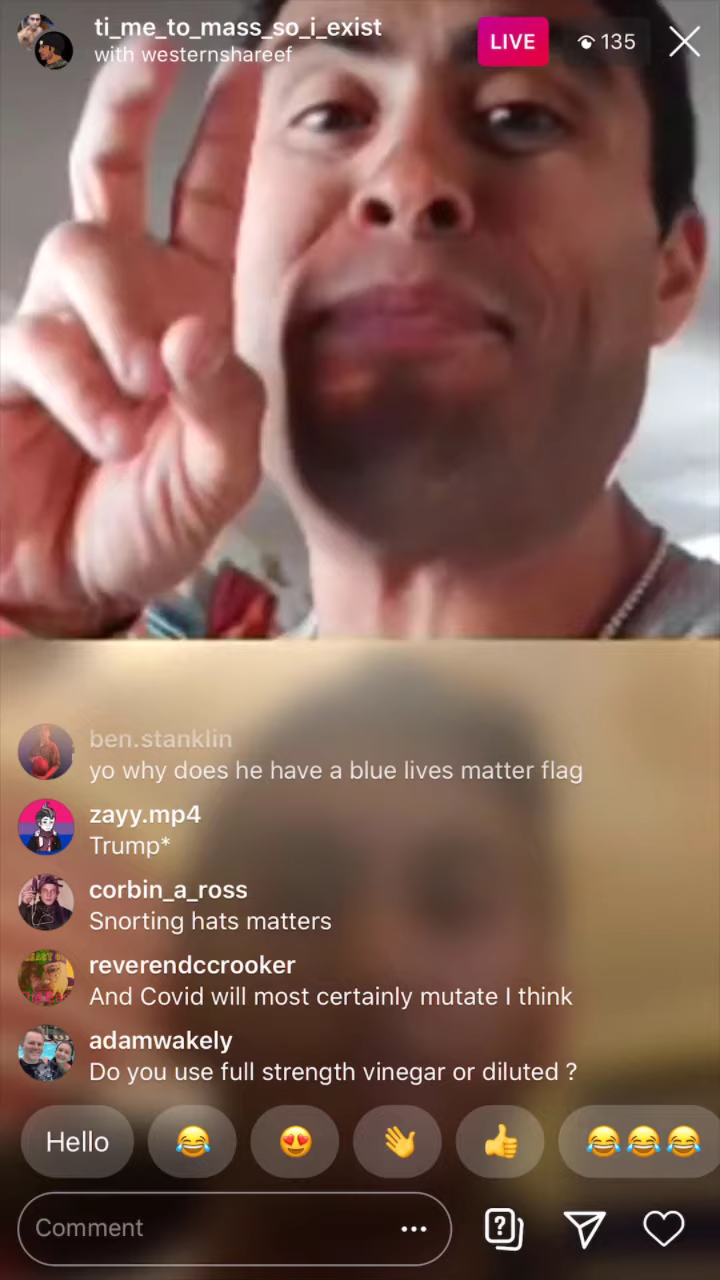 ti_me_to_mass_so_i_exist
with westernshareef
LIVE
135
ben.stanklin
yo why does he have a blue lives matter flag
zayy.mp4
Trump*
corbin_a_ross
Snorting hats matters
reverendccrooker
And Covid will most certainly mutate I think
adamwakely
Do you use full strength vinegar or diluted ?
Hello
Comment